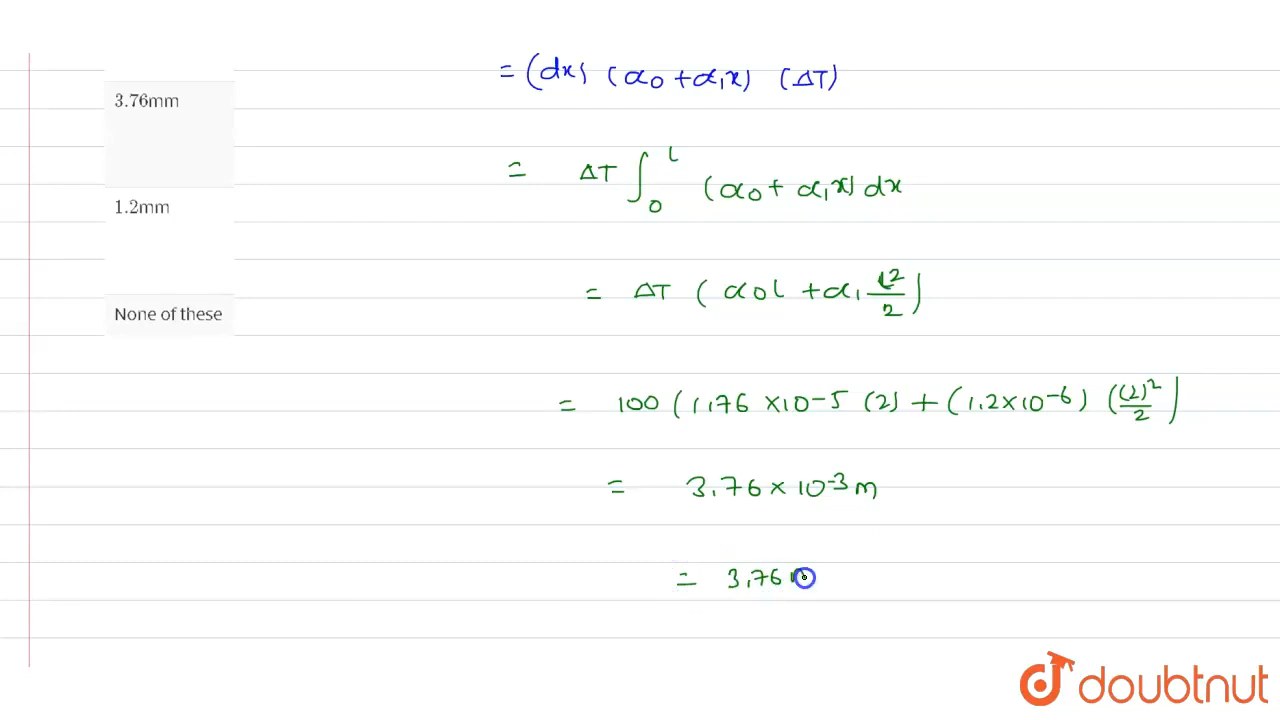 3.76mm
1.2mm
None of these
= (dx) (α0 + α1x) (ΔT)
= ΔT ∫₀ˡ (α0 + α1x) dx
= ΔT (α0l + α1 l²/2)
= 100 (1.76 ×10-5 (2) + (1.2×10-6) ((2)²/2)
= 3.76 × 10-3 m
= 3.76 m
doubtnut